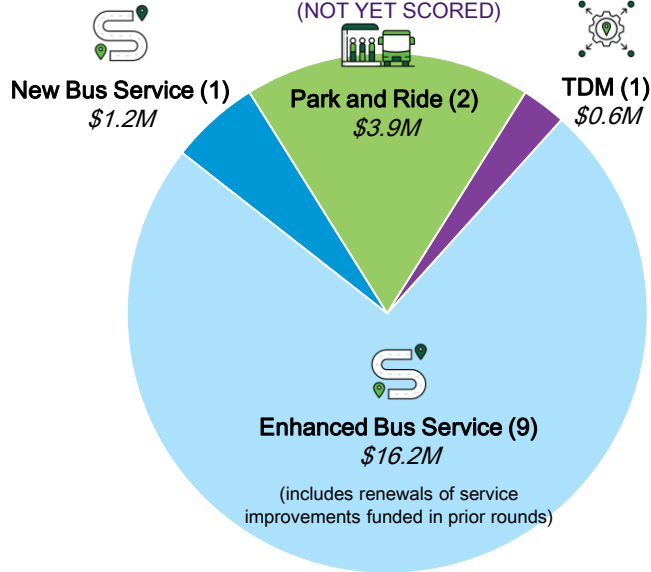 (NOT YET SCORED)
New Bus Service (1)
$1.2M
Park and Ride (2)
$3.9M
TDM (1)
$0.6M
Enhanced Bus Service (9)
$16.2M
(includes renewals of service
improvements funded in prior rounds)